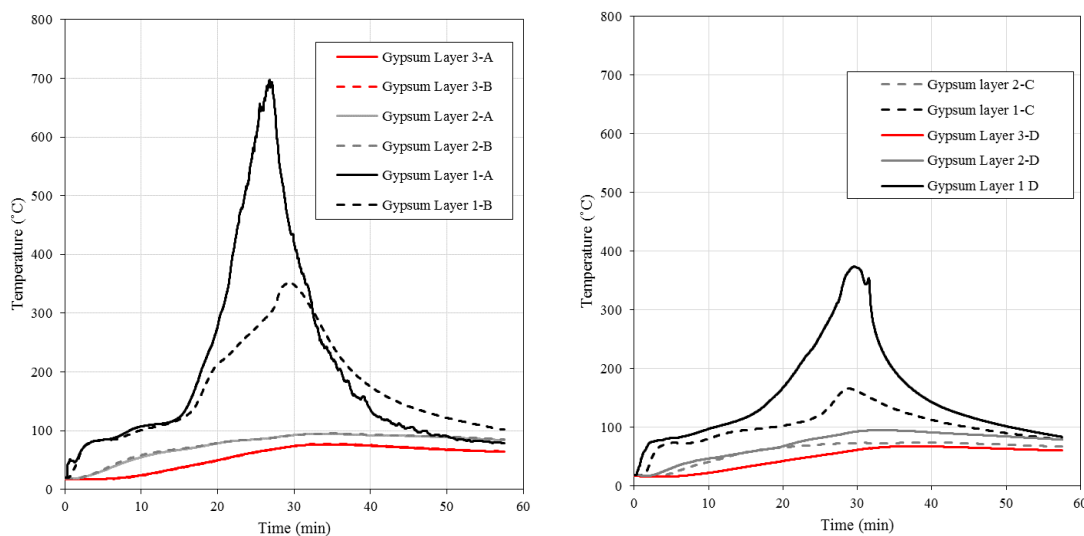 800
700
600
500
400
300
200
100
0
Temperature (˚C)
Gypsum Layer 3-A
Gypsum Layer 3-B
Gypsum Layer 2-A
Gypsum Layer 2-B
Gypsum Layer 1-A
Gypsum Layer 1-B
0 10 20 30 40 50 60
Time (min)
800
700
600
500
400
300
200
100
0
Temperature (˚C)
Gypsum layer 2-C
Gypsum layer 1-C
Gypsum Layer 3-D
Gypsum Layer 2-D
Gypsum Layer 1 D
0 10 20 30 40 50 60
Time (min)